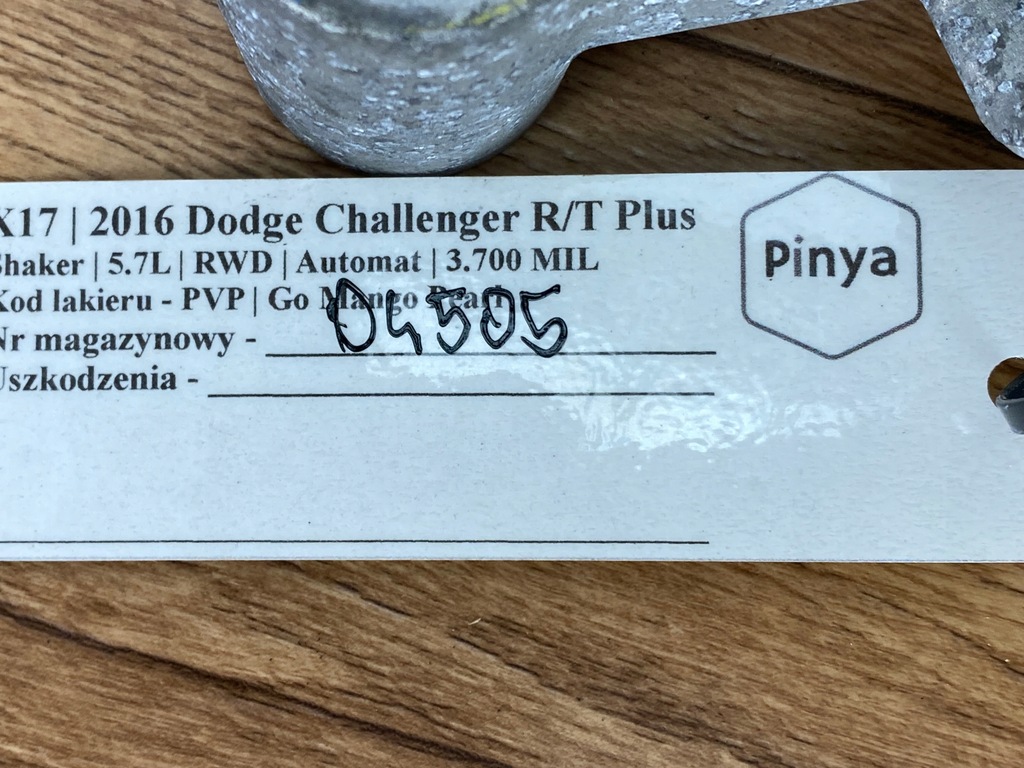 X17 | 2016 Dodge Challenger R/T Plus
Shaker | 5.7L | RWD | Automat | 3.700 MIL
Kod lakieru - PVP | Go Mango Pearl
Nr magazynowy - 04505
Uszkodzenia -
Pinya